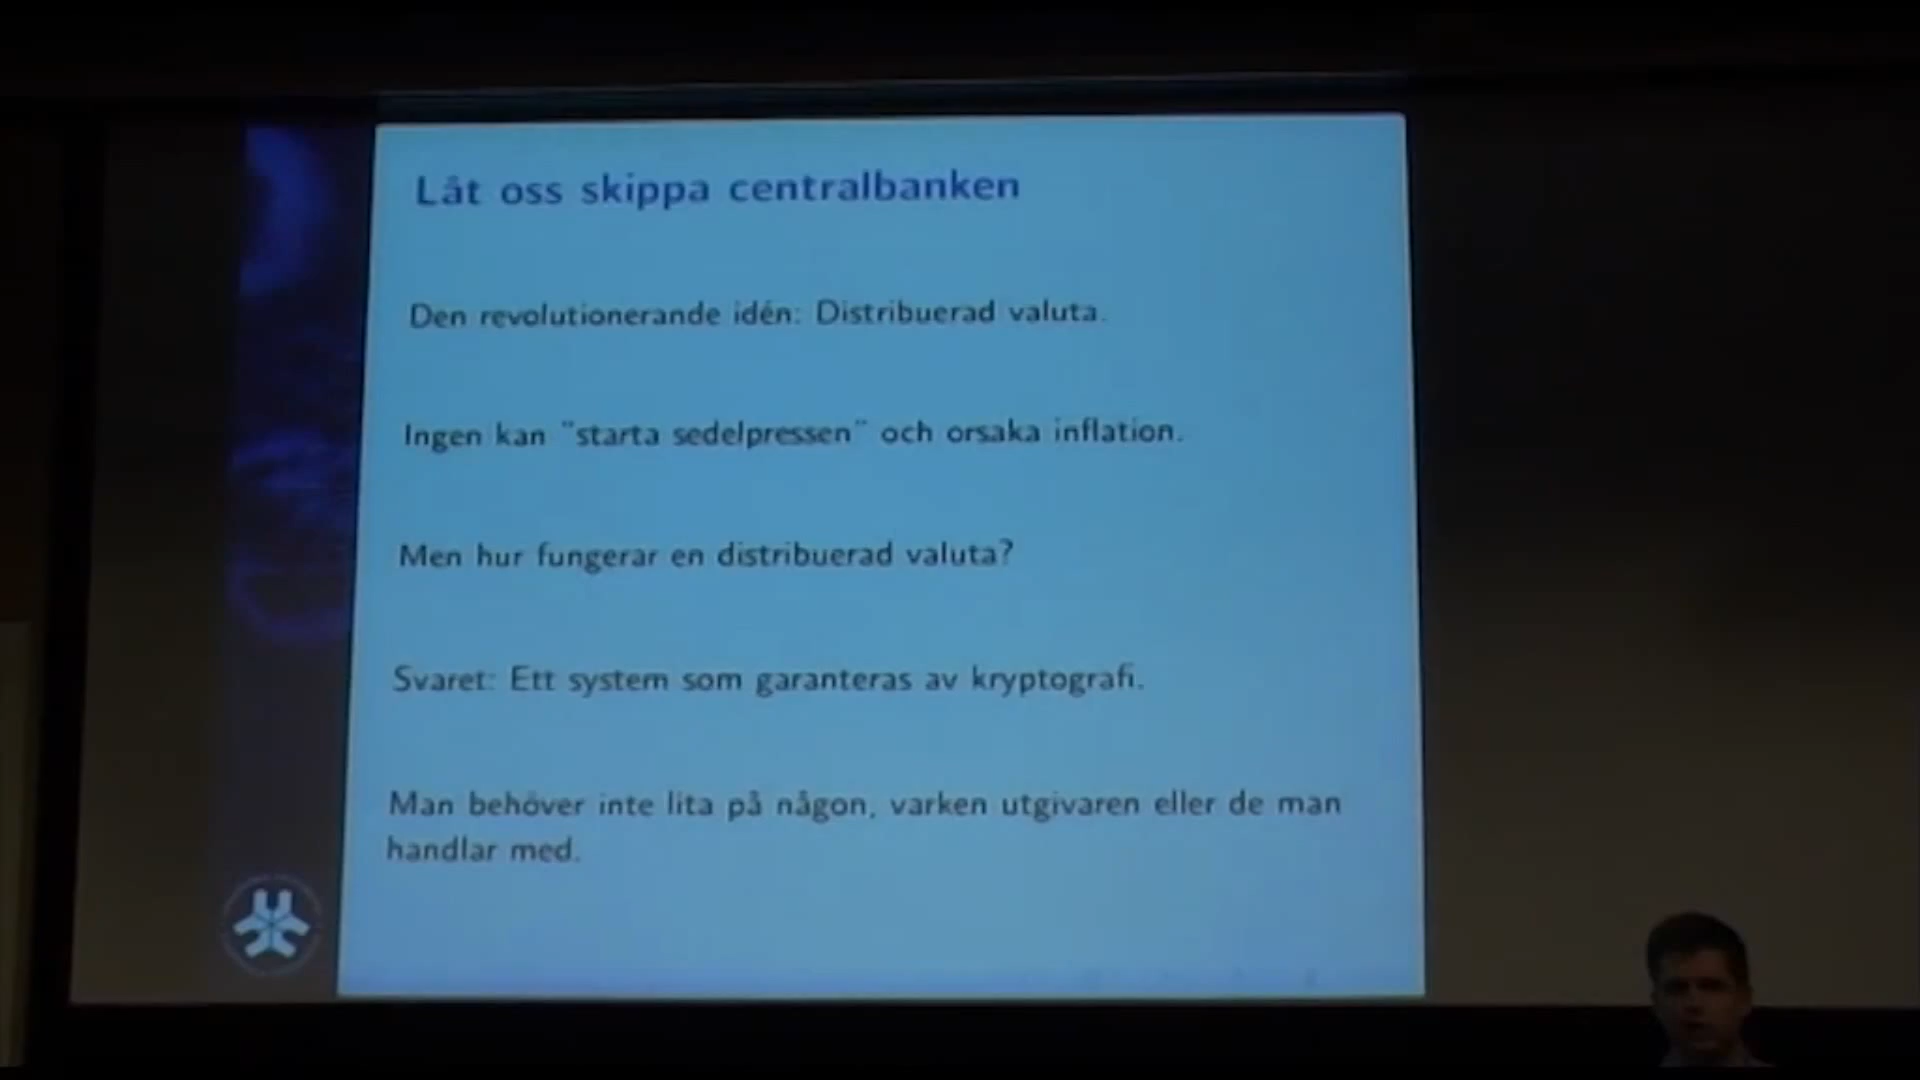 Låt oss skippa centralbanken
Den revolutionerande idén: Distribuerad valuta.
Ingen kan ¨starta sedelpressen¨ och orsaka inflation.
Men hur fungerar en distribuerad valuta?
Svaret: Ett system som garanteras av kryptografi.
Man behöver inte lita på någon, varken utgivaren eller de man
handlar med.